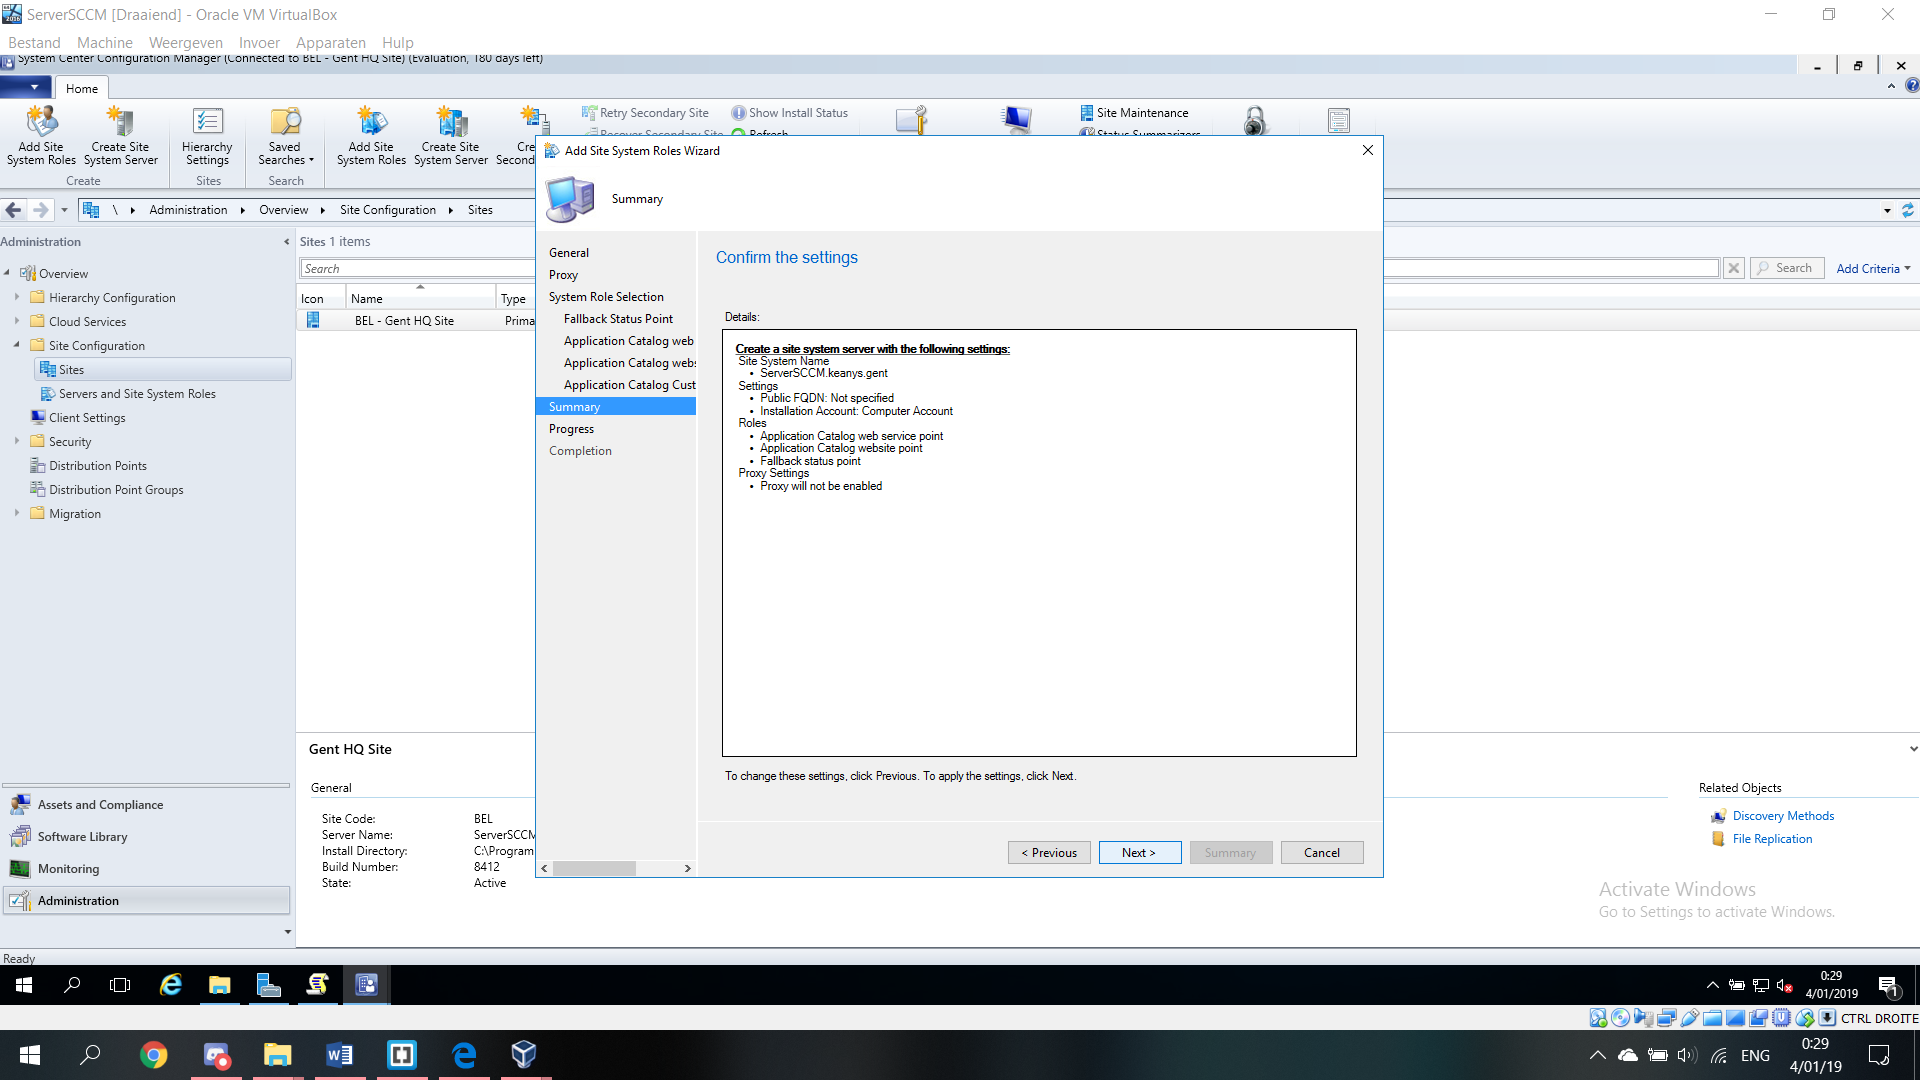 ServerSCCM [Draaiend] - Oracle VM VirtualBox
Bestand Machine Weergeven Invoer Apparaten Hulp
System Center Configuration Manager (Connected to BEL - Gent HQ Site) (Evaluation, 180 days left)
Home
Add Site System Roles
Create Site System Server
Create
Hierarchy Settings
Sites
Saved Searches
Search
Add Site System Roles
Create Site System Server
Cre
Second
Retry Secondary Site
Recover Secondary Site
Show Install Status
Refresh
Site Maintenance
Status Summarizers
\ Administration Overview Site Configuration Sites
Administration
Overview
Hierarchy Configuration
Cloud Services
Site Configuration
Sites
Servers and Site System Roles
Client Settings
Security
Distribution Points
Distribution Point Groups
Migration
Assets and Compliance
Software Library
Monitoring
Administration
Ready
Sites 1 items
Search
Search
Add Criteria
Icon Name Type
BEL - Gent HQ Site Prima
Add Site System Roles Wizard
Summary
General
Proxy
System Role Selection
Fallback Status Point
Application Catalog web
Application Catalog webs
Application Catalog Cust
Summary
Progress
Completion
Confirm the settings
Details:
Create a site system server with the following settings:
Site System Name
• ServerSCCM.keanys.gent
Settings
• Public FQDN: Not specified
• Installation Account: Computer Account
Roles
• Application Catalog web service point
• Application Catalog website point
• Fallback status point
Proxy Settings
• Proxy will not be enabled
To change these settings, click Previous. To apply the settings, click Next.
< Previous Next > Summary Cancel
Gent HQ Site
General
Site Code: BEL
Server Name: ServerSCCM
Install Directory: C:\Program
Build Number: 8412
State: Active
Related Objects
Discovery Methods
File Replication
Activate Windows
Go to Settings to activate Windows.
0:29
4/01/2019
1
CTRL DROITE
ENG
0:29
4/01/19